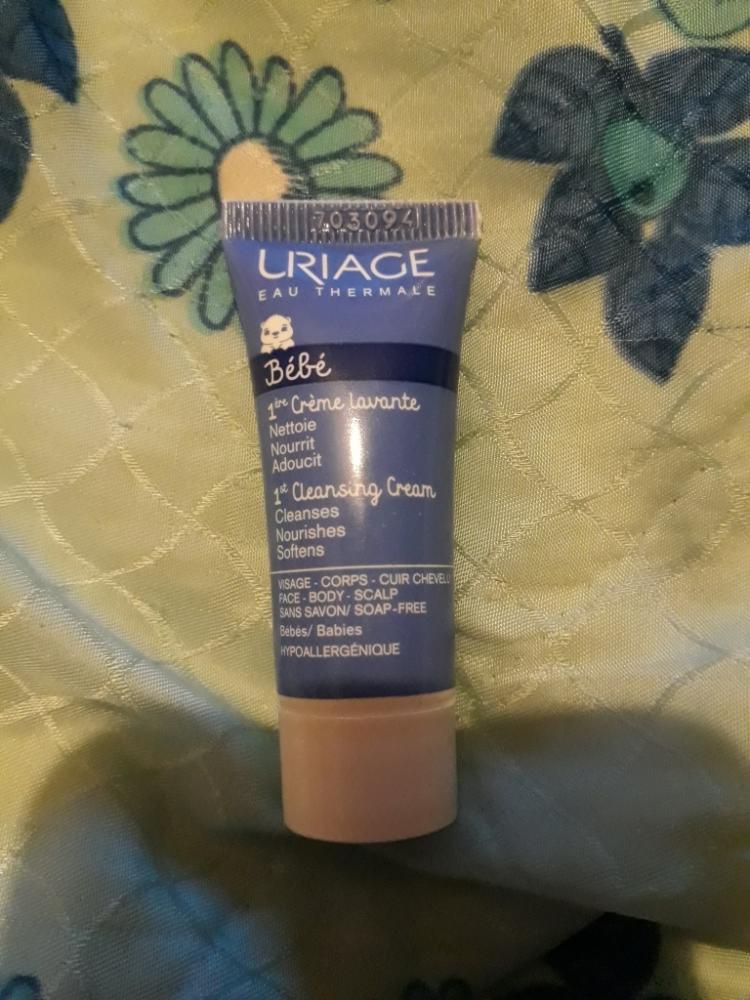 703094
URIAGE
EAU THERMALE
Bébé
1ère Crème lavante
Nettoie
Nourrit
Adoucit
1st Cleansing Cream
Cleanses
Nourishes
Softens
VISAGE - CORPS - CUIR CHEVELU
FACE - BODY - SCALP
SANS SAVON/ SOAP-FREE
Bébés/ Babies
HYPOALLERGÉNIQUE